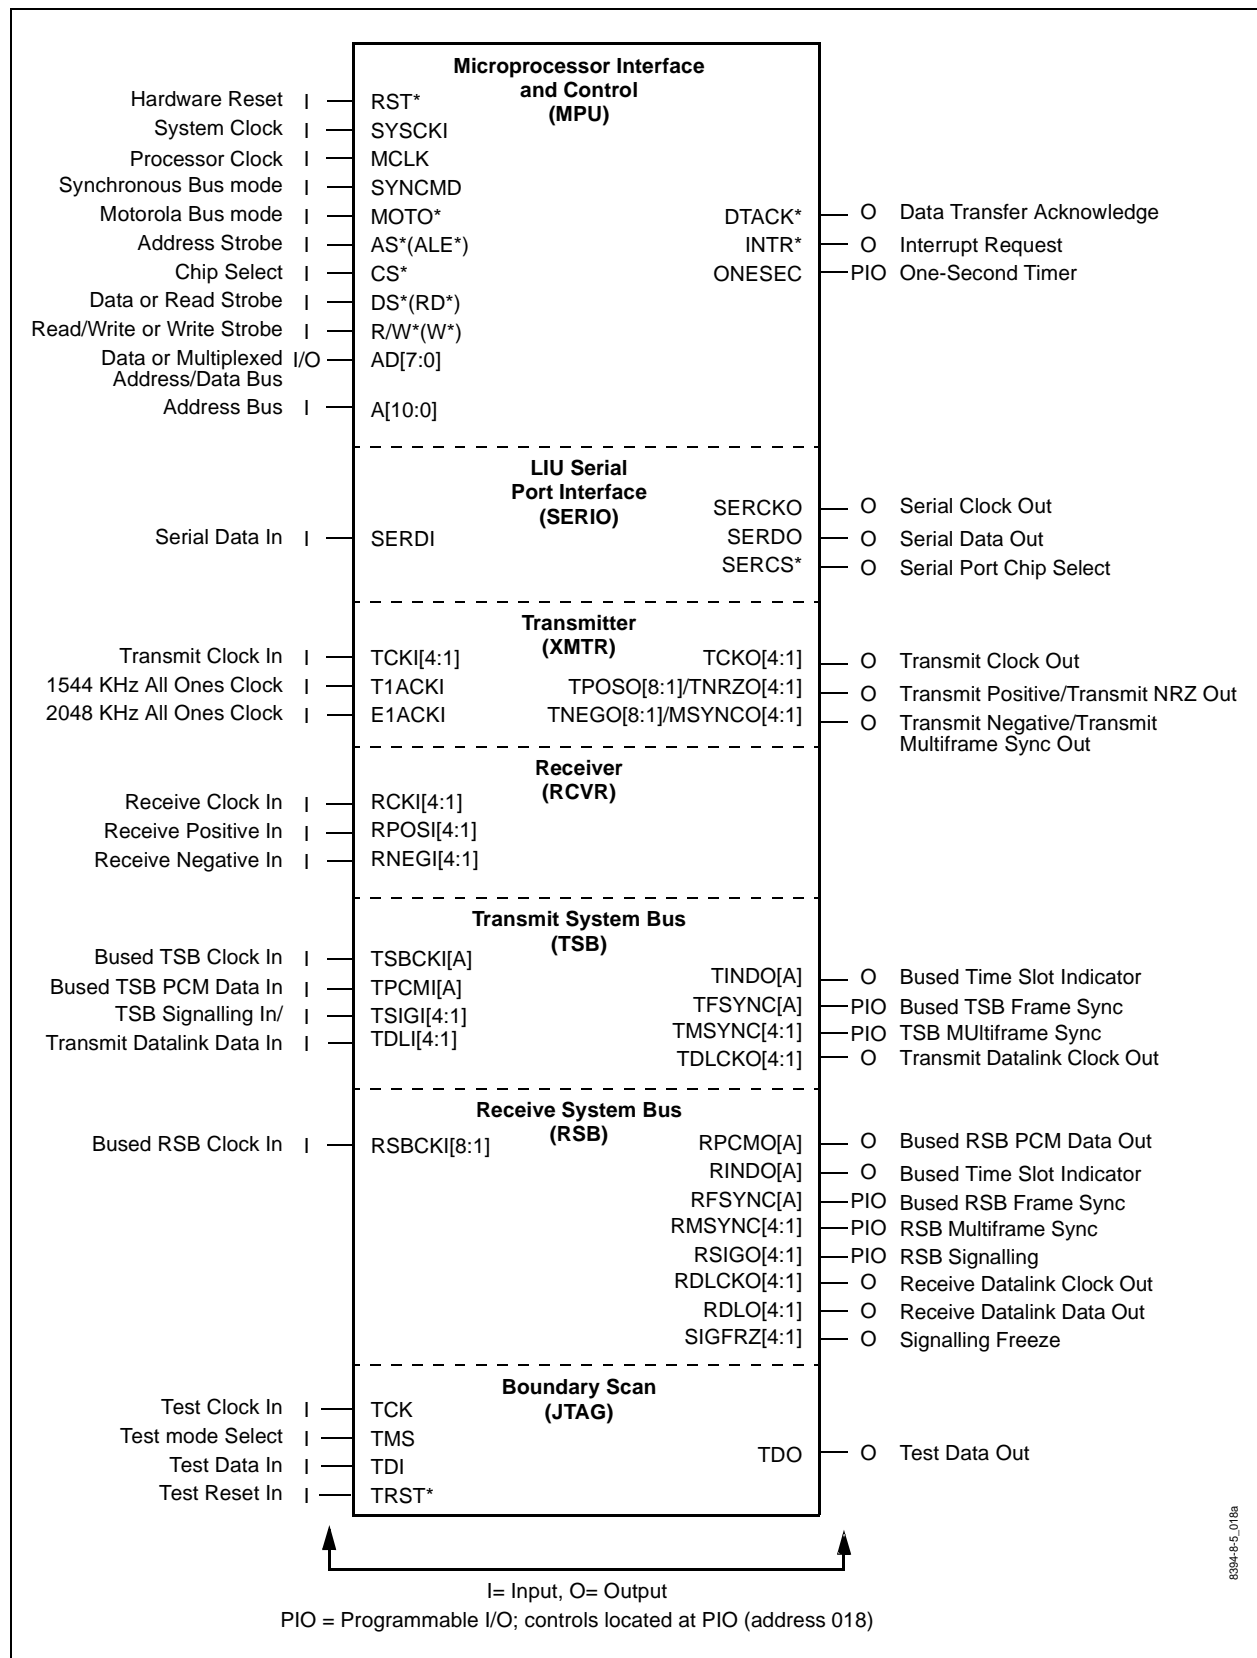 Microprocessor Interface
and Control
(MPU)
Hardware Reset I RST*
System Clock I SYSCKI
Processor Clock I MCLK
Synchronous Bus mode I SYNCMD
Motorola Bus mode I MOTO* DTACK* O Data Transfer Acknowledge
Address Strobe I AS*(ALE*) INTR* O Interrupt Request
Chip Select I CS* ONESEC PIO One-Second Timer
Data or Read Strobe I DS*(RD*)
Read/Write or Write Strobe I R/W*(W*)
Data or Multiplexed I/O AD[7:0]
Address/Data Bus
Address Bus I A[10:0]
LIU Serial
Port Interface
(SERIO)
SERCKO O Serial Clock Out
Serial Data In I SERDI SERDO O Serial Data Out
SERCS* O Serial Port Chip Select
Transmitter
(XMTR)
Transmit Clock In I TCKI[4:1] TCKO[4:1] O Transmit Clock Out
1544 KHz All Ones Clock I T1ACKI TPOSO[8:1]/TNRZO[4:1] O Transmit Positive/Transmit NRZ Out
2048 KHz All Ones Clock I E1ACKI TNEGO[8:1]/MSYNCO[4:1] O Transmit Negative/Transmit
Multiframe Sync Out
Receiver
(RCVR)
Receive Clock In I RCKI[4:1]
Receive Positive In I RPOSI[4:1]
Receive Negative In I RNEGI[4:1]
Transmit System Bus
(TSB)
Bused TSB Clock In I TSBCKI[A]
TINDO[A] O Bused Time Slot Indicator
Bused TSB PCM Data In I TPCMI[A]
TFSYNC[A] PIO Bused TSB Frame Sync
TSB Signalling In/ I TSIGI[4:1]
TMSYNC[4:1] PIO TSB MUltiframe Sync
Transmit Datalink Data In I TDLI[4:1]
TDLCKO[4:1] O Transmit Datalink Clock Out
Receive System Bus
(RSB)
Bused RSB Clock In I RSBCKI[8:1] RPCMO[A] O Bused RSB PCM Data Out
RINDO[A] O Bused Time Slot Indicator
RFSYNC[A] PIO Bused RSB Frame Sync
RMSYNC[4:1] PIO RSB Multiframe Sync
RSIGO[4:1] PIO RSB Signalling
RDLCKO[4:1] O Receive Datalink Clock Out
RDLO[4:1] O Receive Datalink Data Out
SIGFRZ[4:1] O Signalling Freeze
Boundary Scan
(JTAG)
Test Clock In I TCK
Test mode Select I TMS
TDO O Test Data Out
Test Data In I TDI
Test Reset In I TRST*
I= Input, O= Output
PIO = Programmable I/O; controls located at PIO (address 018)
8394-8-5_018a